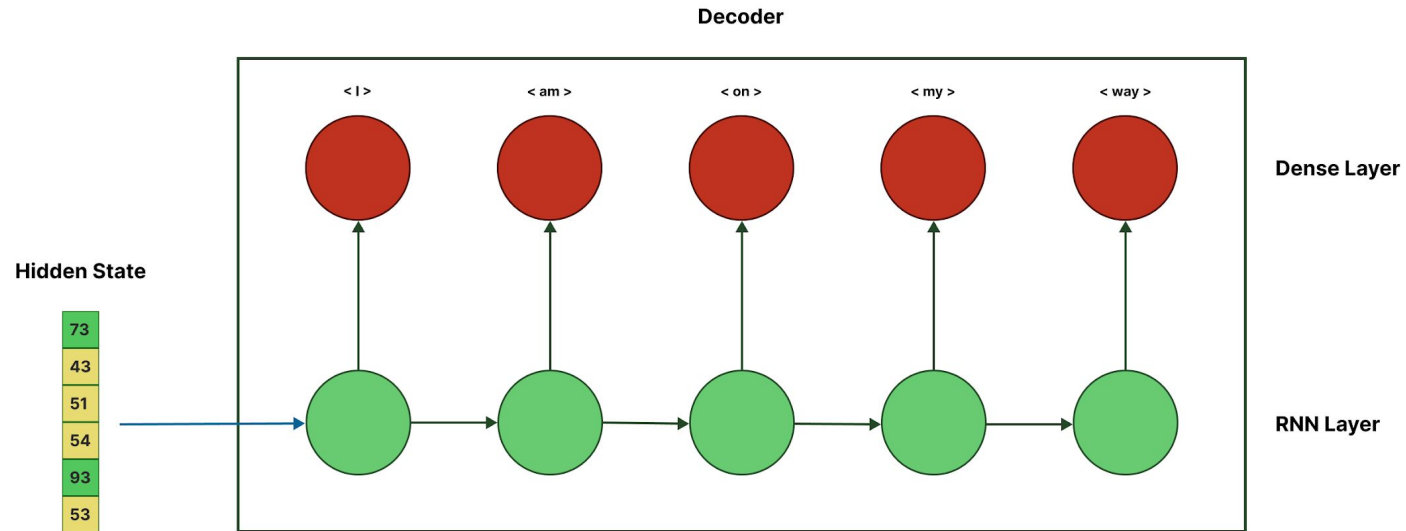 Decoder
< I > < am > < on > < my > < way >
Dense Layer
Hidden State
73
43
51
54
93
53
RNN Layer